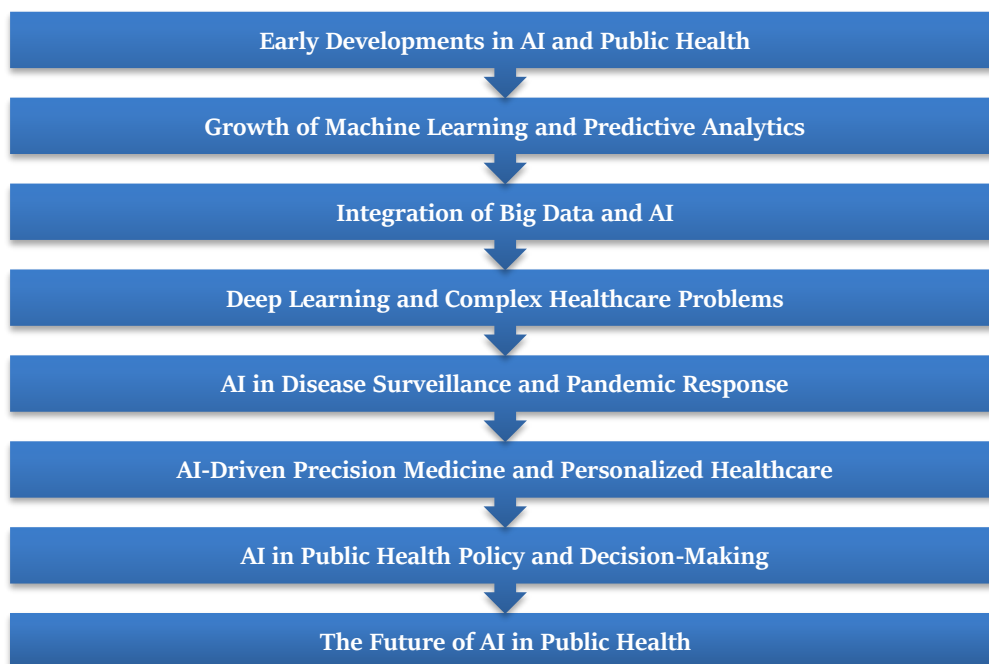 Early Developments in AI and Public Health
Growth of Machine Learning and Predictive Analytics
Integration of Big Data and AI
Deep Learning and Complex Healthcare Problems
AI in Disease Surveillance and Pandemic Response
AI-Driven Precision Medicine and Personalized Healthcare
AI in Public Health Policy and Decision-Making
The Future of AI in Public Health